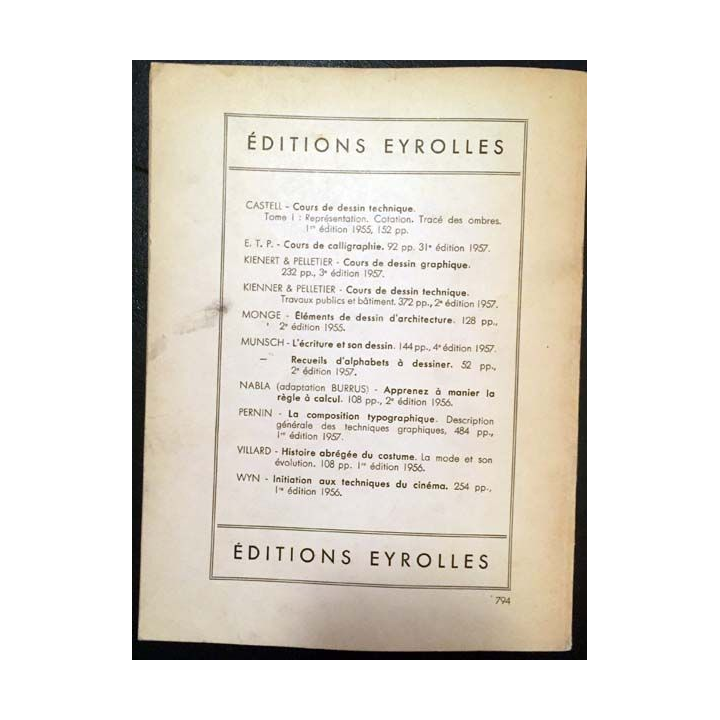 ÉDITIONS EYROLLES
CASTELL - Cours de dessin technique.
Tome I : Représentation. Cotation. Tracé des ombres.
1re édition 1955, 152 pp.
E. T. P. - Cours de calligraphie. 92 pp. 31e édition 1957.
KIENERT & PELLETIER - Cours de dessin graphique.
232 pp., 3e édition 1957.
KIENNER & PELLETIER - Cours de dessin technique.
Travaux publics et bâtiment, 372 pp., 2e édition 1957.
MONGE - Éléments de dessin d'architecture. 128 pp.,
2e édition 1955.
MUNSCH - L'écriture et son dessin. 144 pp., 4e édition 1957.
— Recueils d'alphabets à dessiner. 52 pp.,
2e édition 1957.
NABLA (adaptation BURRUS) - Apprenez à manier la
règle à calcul. 108 pp., 2e édition 1956.
PERNIN - La composition typographique. Description
générale des techniques graphiques, 484 pp.,
1re édition 1957.
VILLARD - Histoire abrégée du costume. La mode et son
évolution. 108 pp. 1re édition 1956.
WYN - Initiation aux techniques du cinéma. 254 pp.,
1re édition 1956.
ÉDITIONS EYROLLES
794